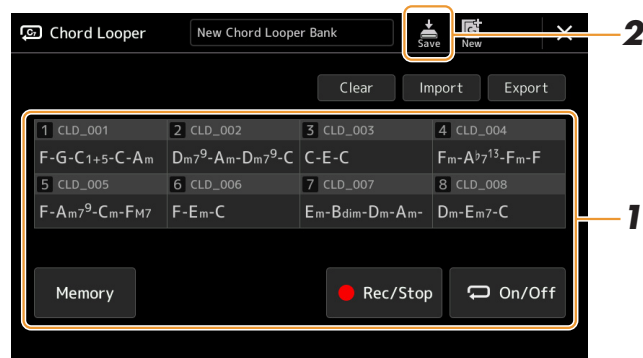 Chord Looper New Chord Looper Bank Save New 2
Clear Import Export
1 CLD_001 2 CLD_002 3 CLD_003 4 CLD_004
F-G-C1+5-C-Am Dm7⁹-Am-Dm7⁹-C C-E-C Fm-A♭7¹³-Fm-F
5 CLD_005 6 CLD_006 7 CLD_007 8 CLD_008
F-Am7⁹-Cm-FM7 F-Em-C Em-Bdim-Dm-Am- Dm-Em7-C
1
Memory Rec/Stop On/Off